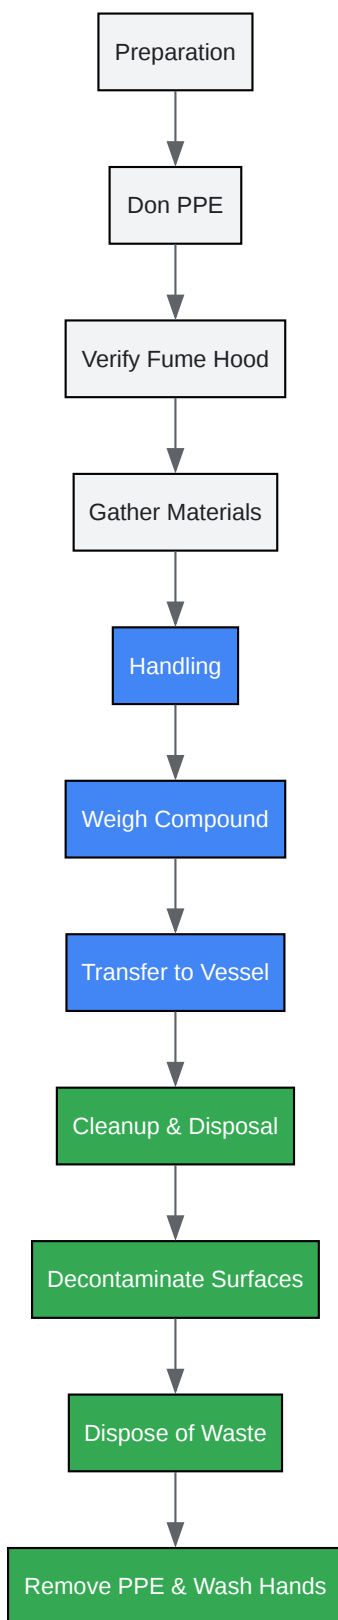 Preparation
Don PPE
Verify Fume Hood
Gather Materials
Handling
Weigh Compound
Transfer to Vessel
Cleanup & Disposal
Decontaminate Surfaces
Dispose of Waste
Remove PPE & Wash Hands